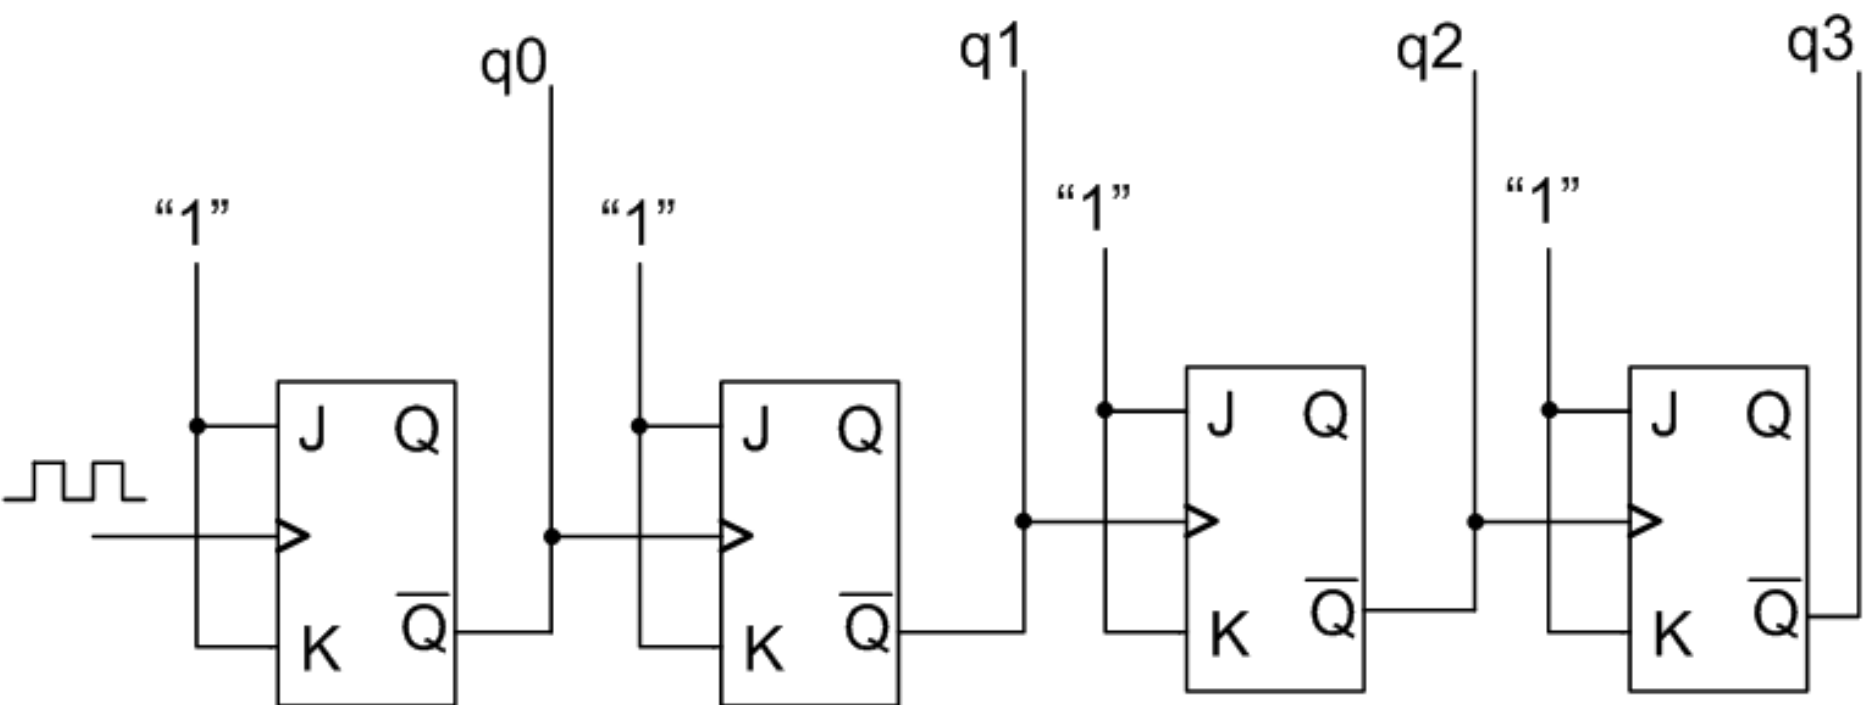 q0
q1
q2
q3
“1”
“1”
“1”
“1”
J Q
J Q
J Q
J Q
K Q̅
K Q̅
K Q̅
K Q̅